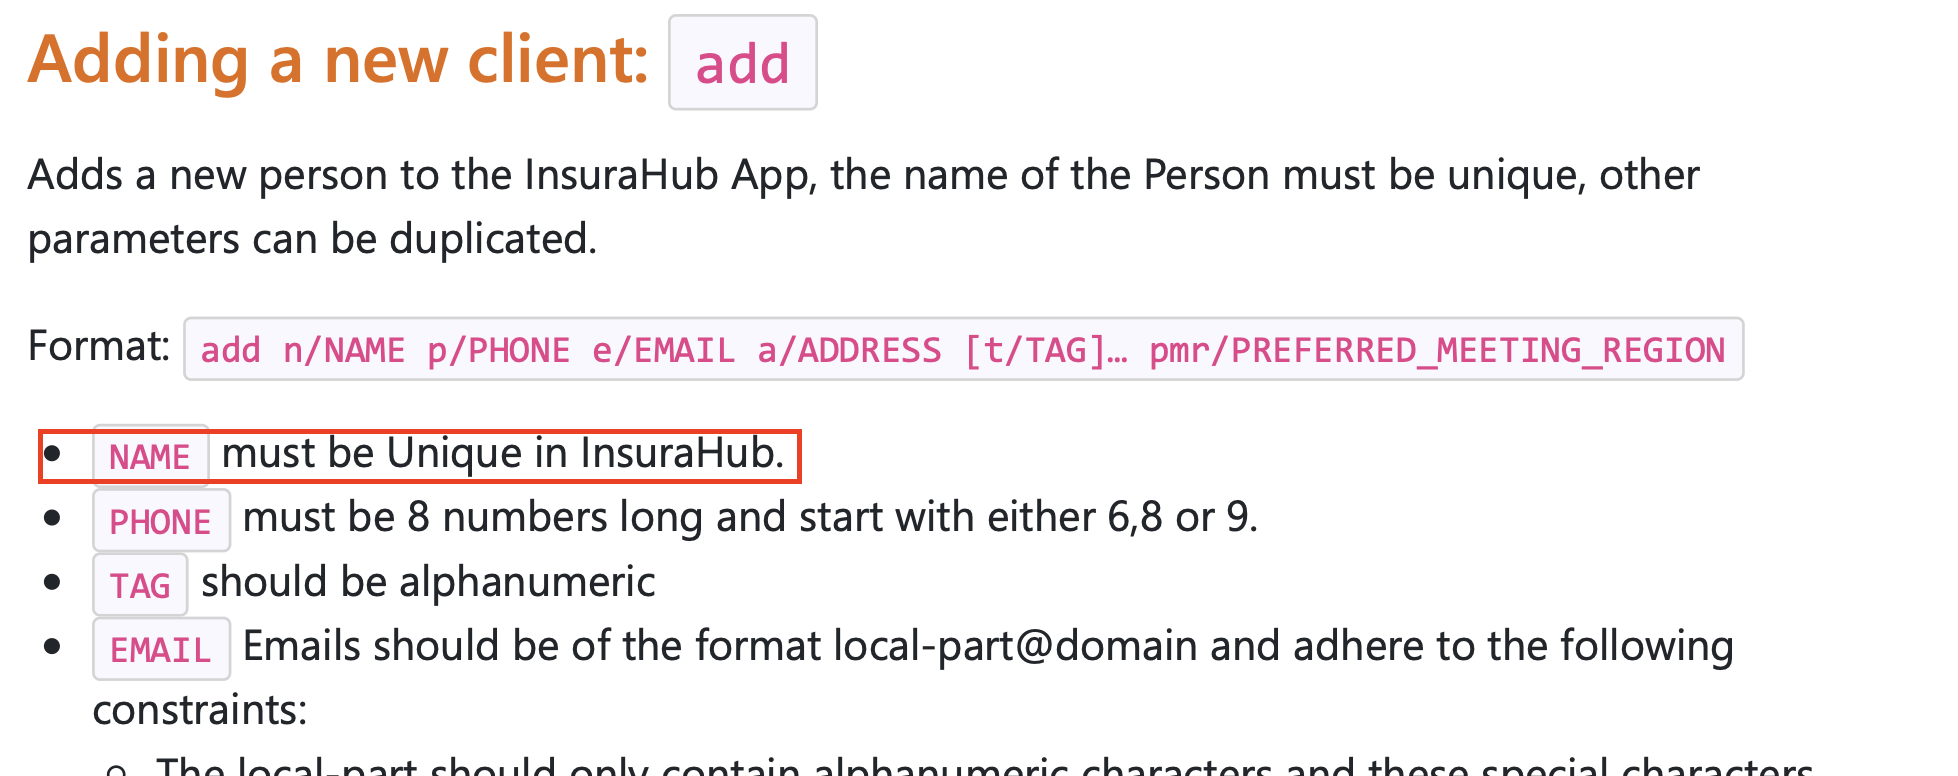 Adding a new client: add
Adds a new person to the InsuraHub App, the name of the Person must be unique, other
parameters can be duplicated.
Format: add n/NAME p/PHONE e/EMAIL a/ADDRESS [t/TAG]… pmr/PREFERRED_MEETING_REGION
• NAME must be Unique in InsuraHub.
• PHONE must be 8 numbers long and start with either 6,8 or 9.
• TAG should be alphanumeric
• EMAIL Emails should be of the format local-part@domain and adhere to the following
constraints:
○ The local-part should only contain alphanumeric characters and these special characters